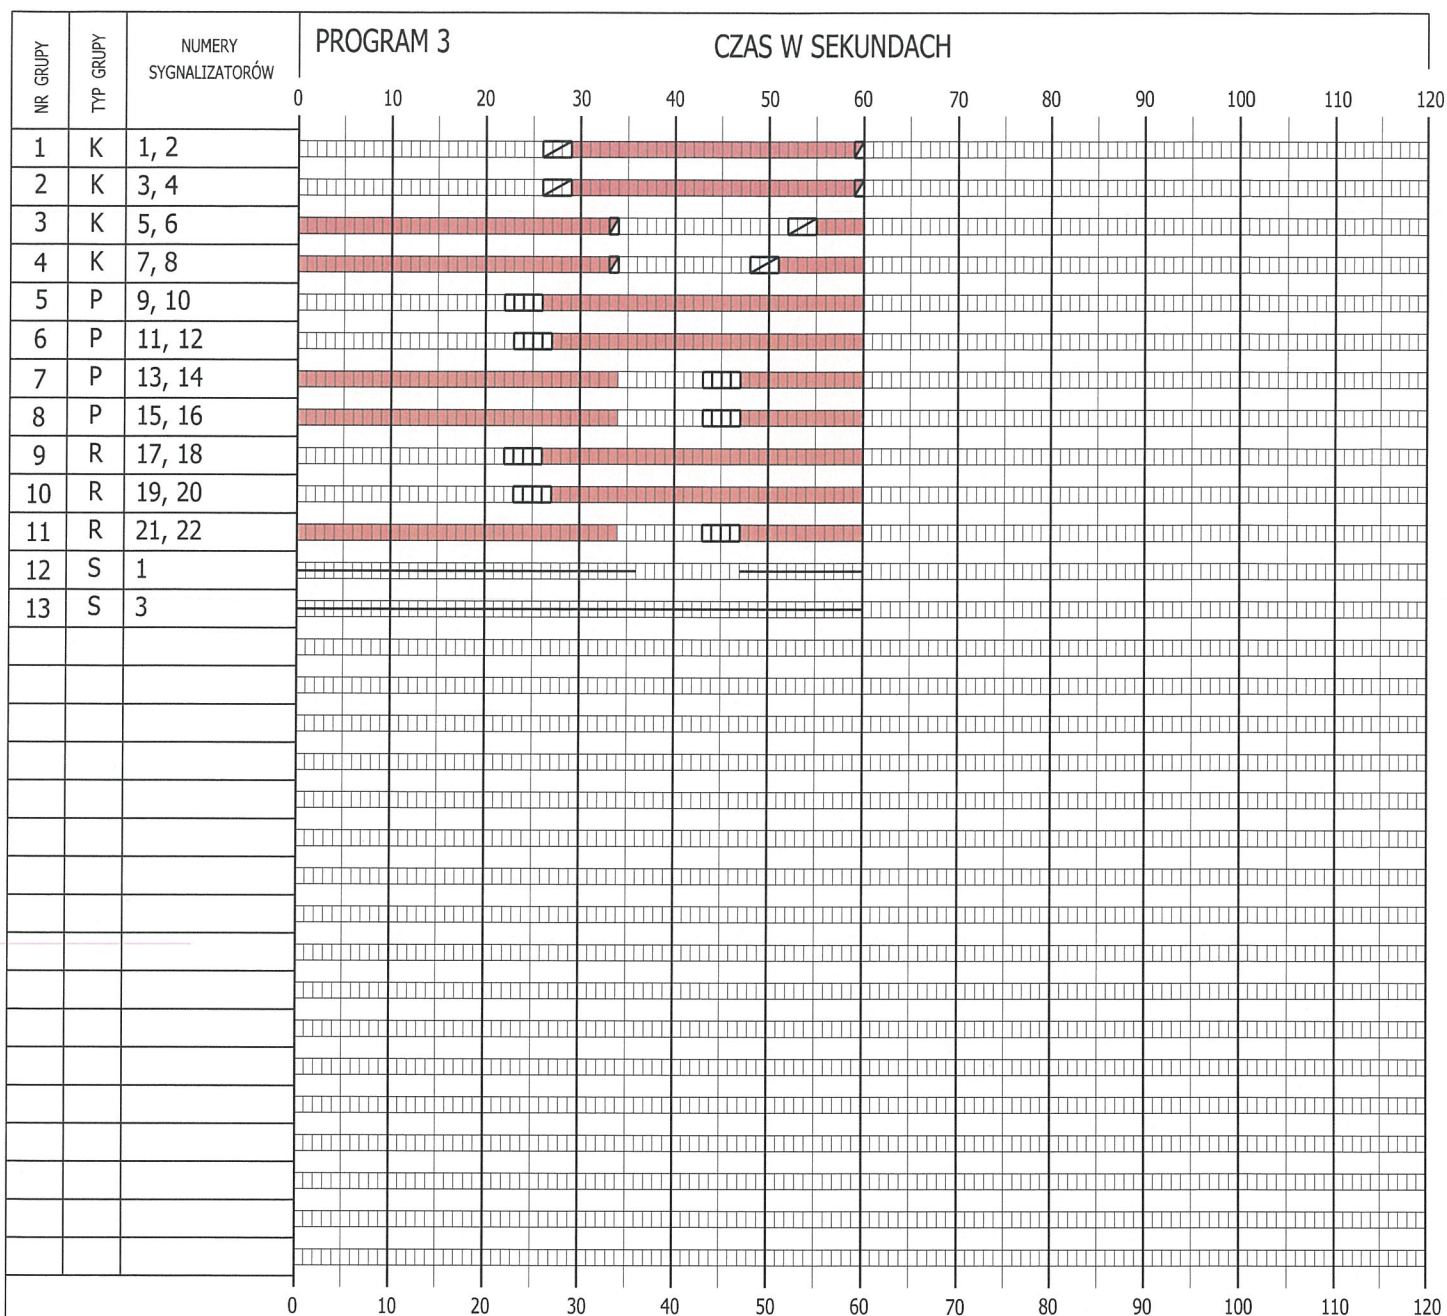 NR GRUPY
TYP GRUPY
NUMERY
SYGNALIZATORÓW
PROGRAM 3 CZAS W SEKUNDACH
0 10 20 30 40 50 60 70 80 90 100 110 120
1 K 1, 2
2 K 3, 4
3 K 5, 6
4 K 7, 8
5 P 9, 10
6 P 11, 12
7 P 13, 14
8 P 15, 16
9 R 17, 18
10 R 19, 20
11 R 21, 22
12 S 1
13 S 3
0 10 20 30 40 50 60 70 80 90 100 110 120